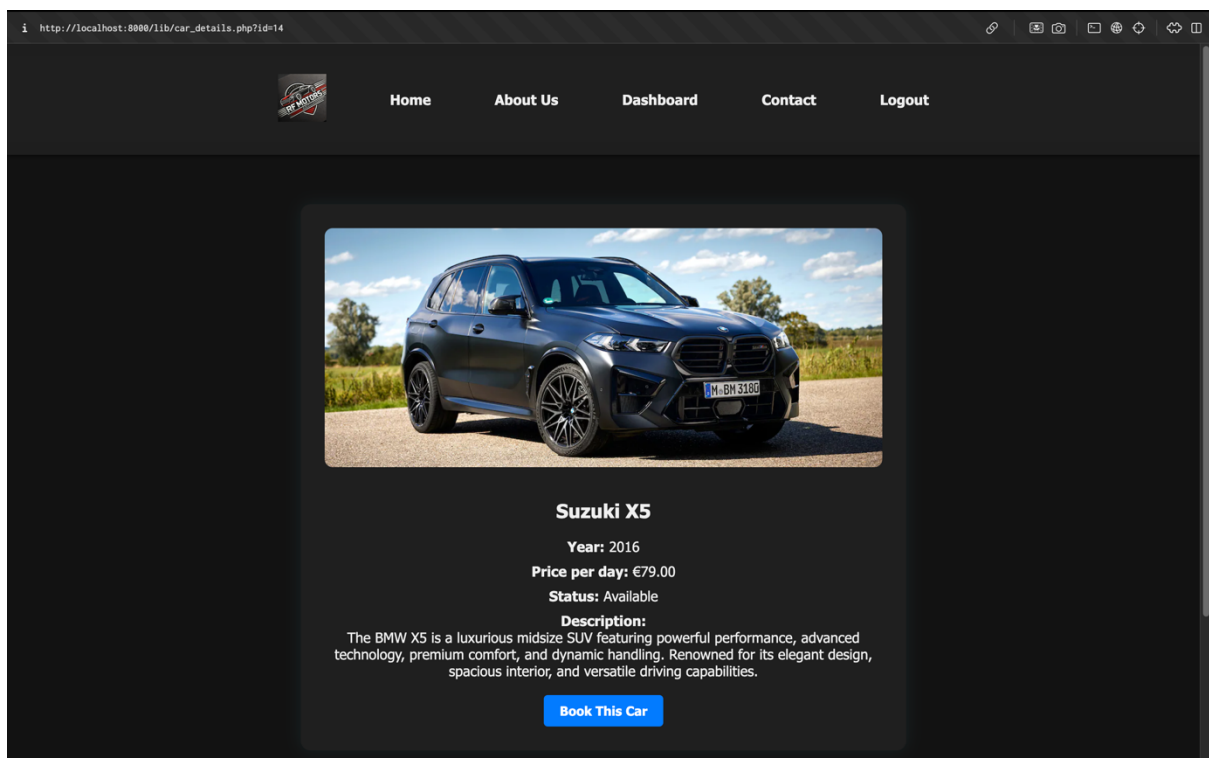 i http://localhost:8000/lib/car_details.php?id=14
RF MOTORS
Home About Us Dashboard Contact Logout
M-BM 3180
Suzuki X5
Year: 2016
Price per day: €79.00
Status: Available
Description:
The BMW X5 is a luxurious midsize SUV featuring powerful performance, advanced
technology, premium comfort, and dynamic handling. Renowned for its elegant design,
spacious interior, and versatile driving capabilities.
Book This Car